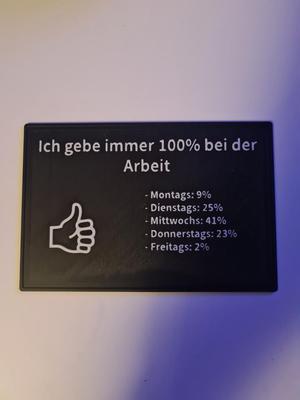 Ich gebe immer 100% bei der
Arbeit
- Montags: 9%
- Dienstags: 25%
- Mittwochs: 41%
- Donnerstags: 23%
- Freitags: 2%